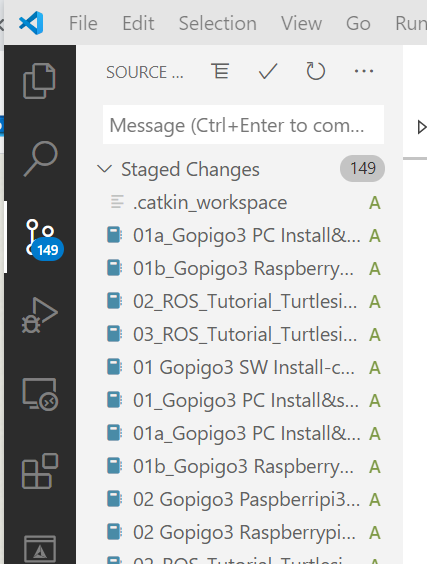 File Edit Selection View Go Run
SOURCE ...
Message (Ctrl+Enter to com...
Staged Changes 149
.catkin_workspace A
149
01a_Gopigo3 PC Install&... A
01b_Gopigo3 Raspberry... A
02_ROS_Tutorial_Turtlesi... A
03_ROS_Tutorial_Turtlesi... A
01 Gopigo3 SW Install-c... A
01_Gopigo3 PC Install&s... A
01a_Gopigo3 PC Install&... A
01b_Gopigo3 Raspberry... A
02 Gopigo3 Paspberripi3... A
02 Gopigo3 Raspberrypi... A
02_ROS_Tutorial_Turtlesi... A